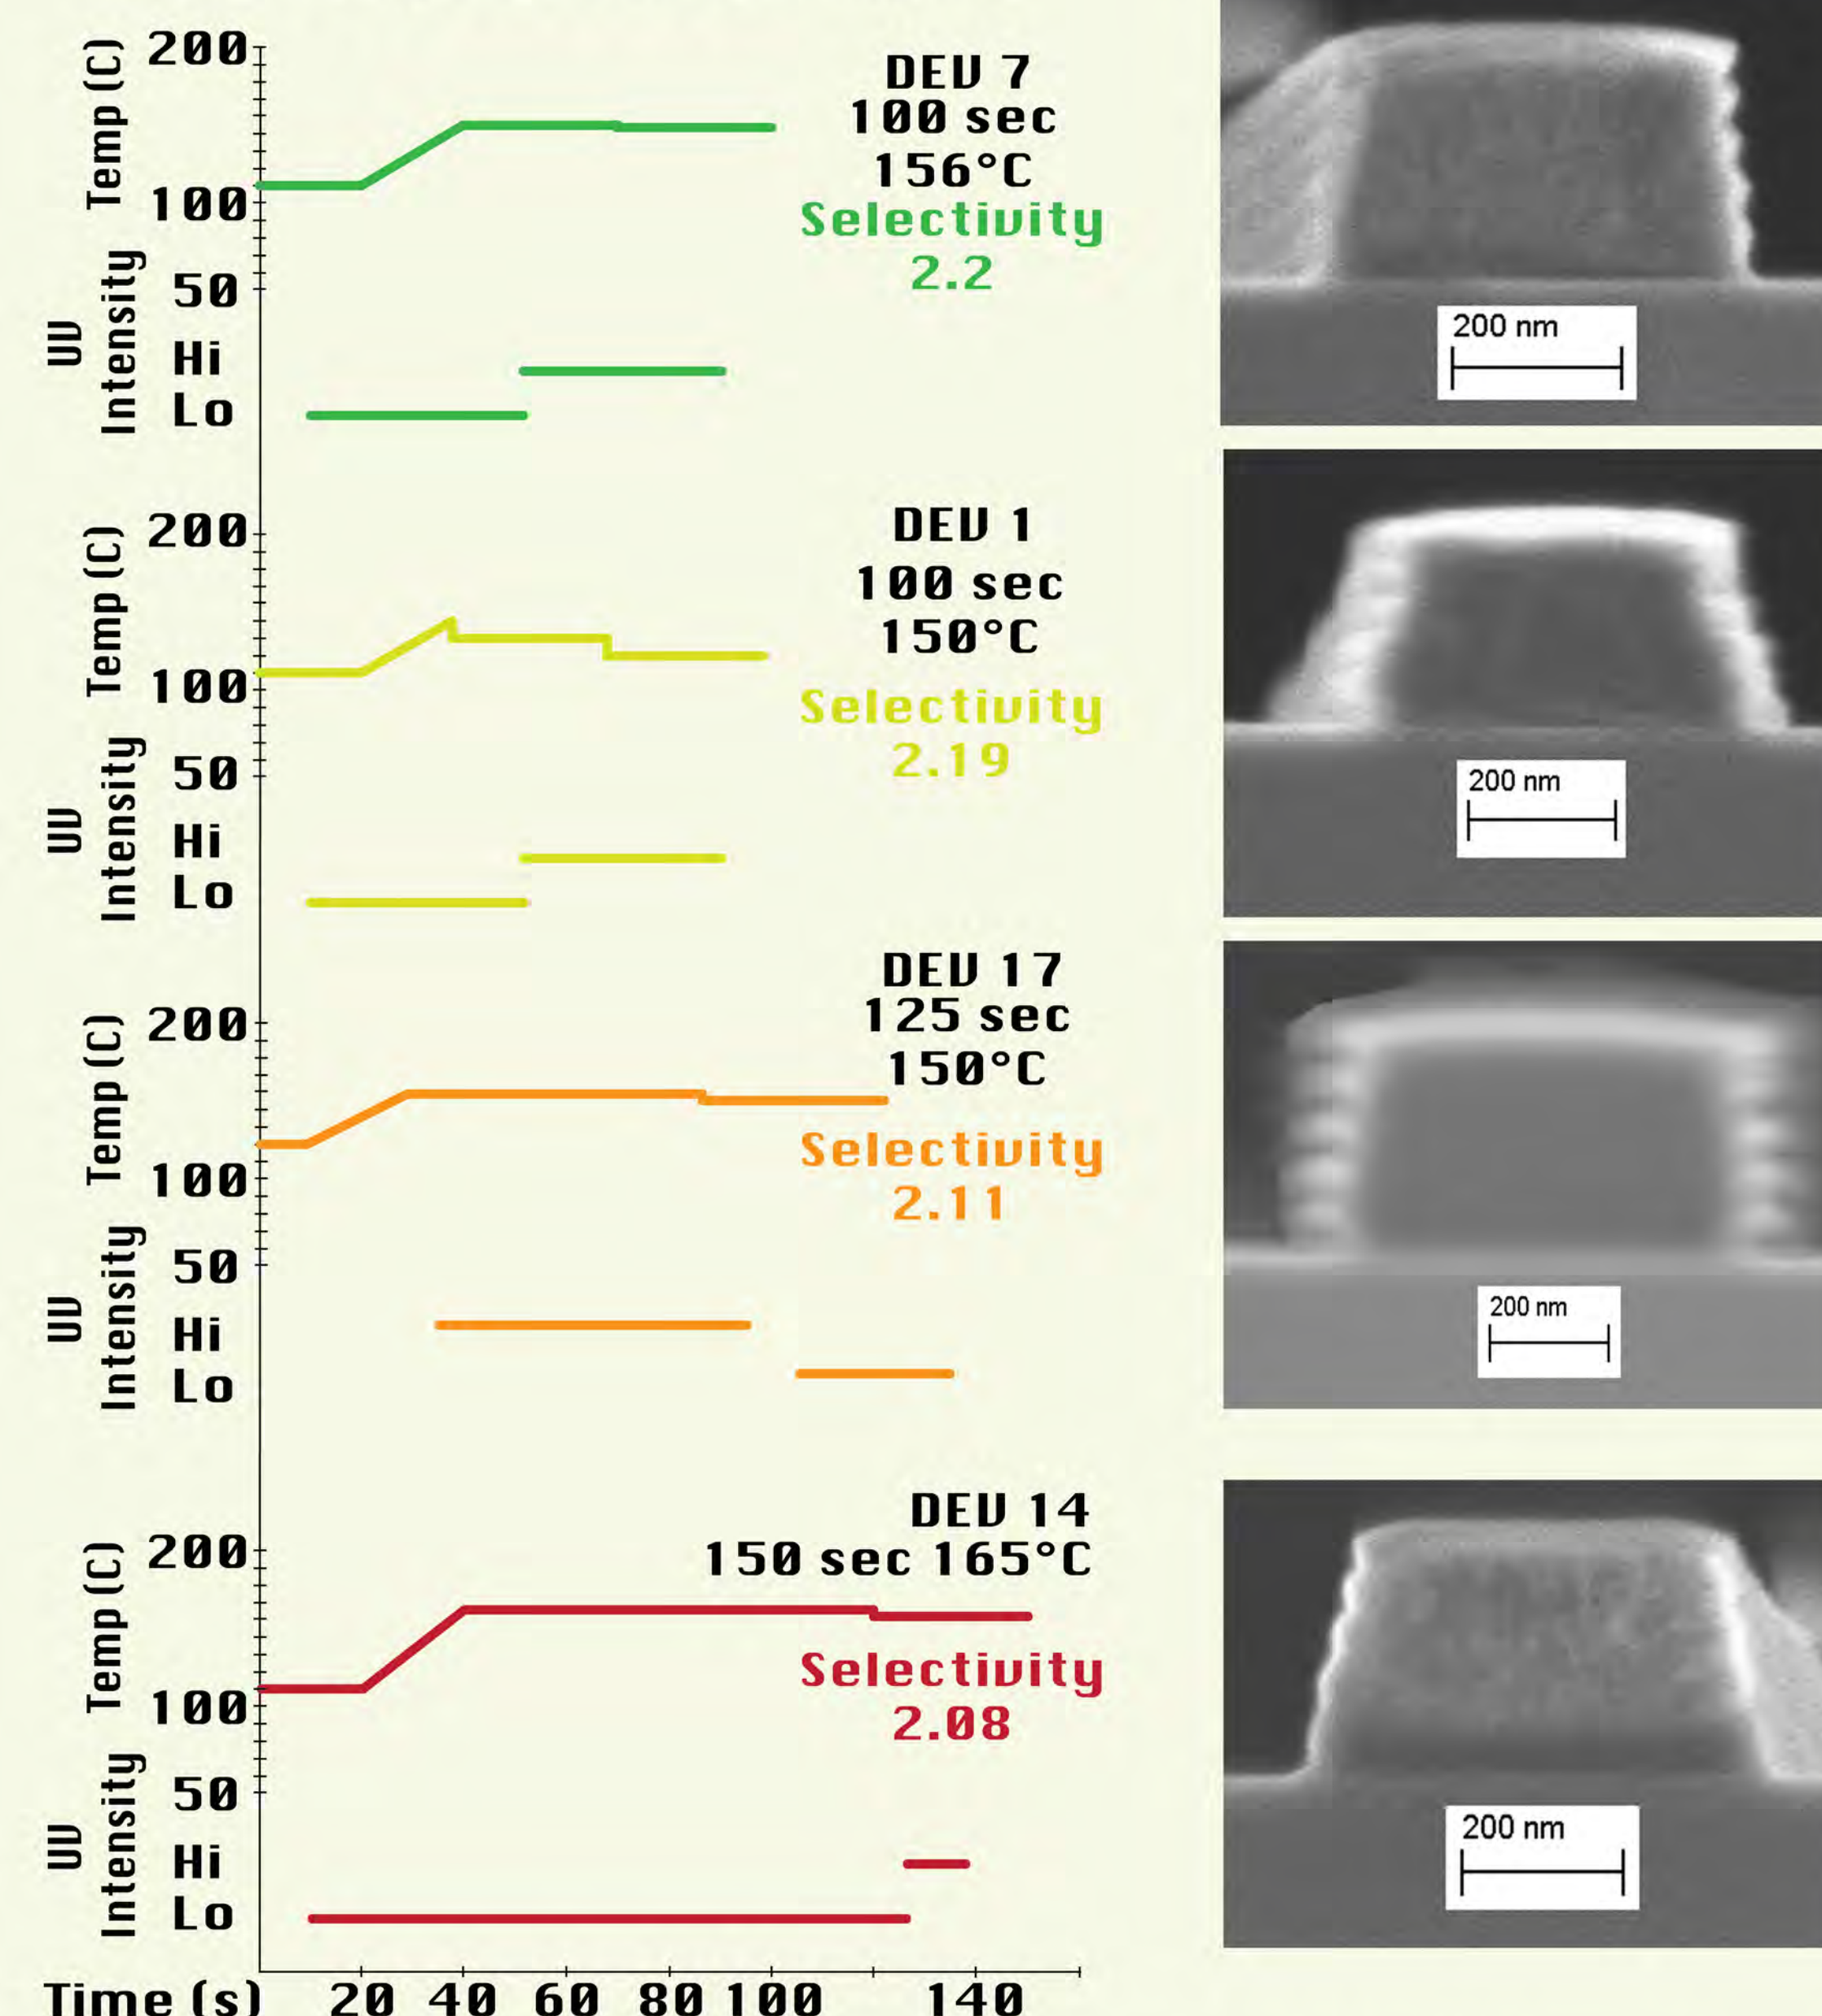 200
Temp (C)
100
50
UV
Intensity
Hi
Lo
DEV 7
100 sec
156°C
Selectivity
2.2
200 nm
200
Temp (C)
100
50
UV
Intensity
Hi
Lo
DEV 1
100 sec
150°C
Selectivity
2.19
200 nm
200
Temp (C)
100
50
UV
Intensity
Hi
Lo
DEV 17
125 sec
150°C
Selectivity
2.11
200 nm
200
Temp (C)
100
50
UV
Intensity
Hi
Lo
DEV 14
150 sec 165°C
Selectivity
2.08
200 nm
Time (s) 20 40 60 80 100 140